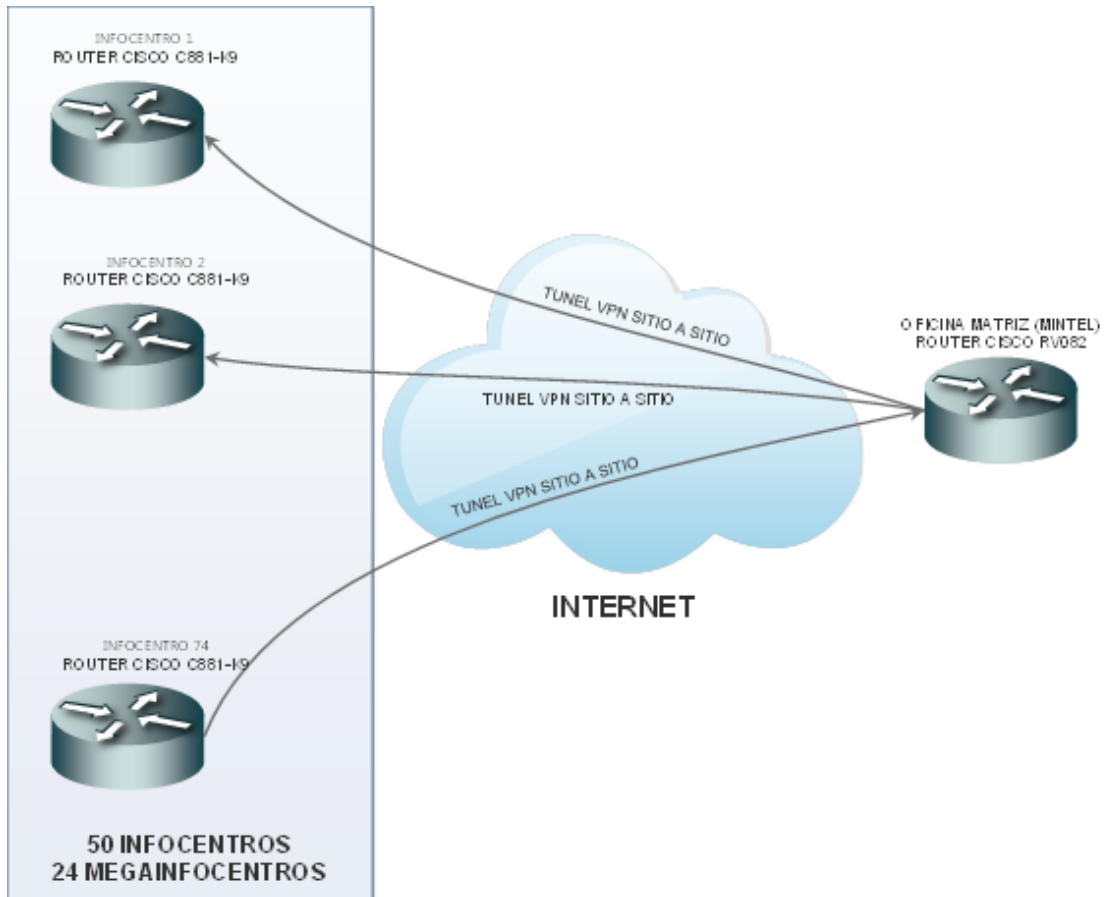 INFOCENTRO 1
ROUTER CISCO C881-K9
INFOCENTRO 2
ROUTER CISCO C881-K9
TUNEL VPN SITIO A SITIO
OFICINA MATRIZ (MINTEL)
ROUTER CISCO RV082
TUNEL VPN SITIO A SITIO
TUNEL VPN SITIO A SITIO
INTERNET
INFOCENTRO 74
ROUTER CISCO C881-K9
50 INFOCENTROS
24 MEGAINFOCENTROS